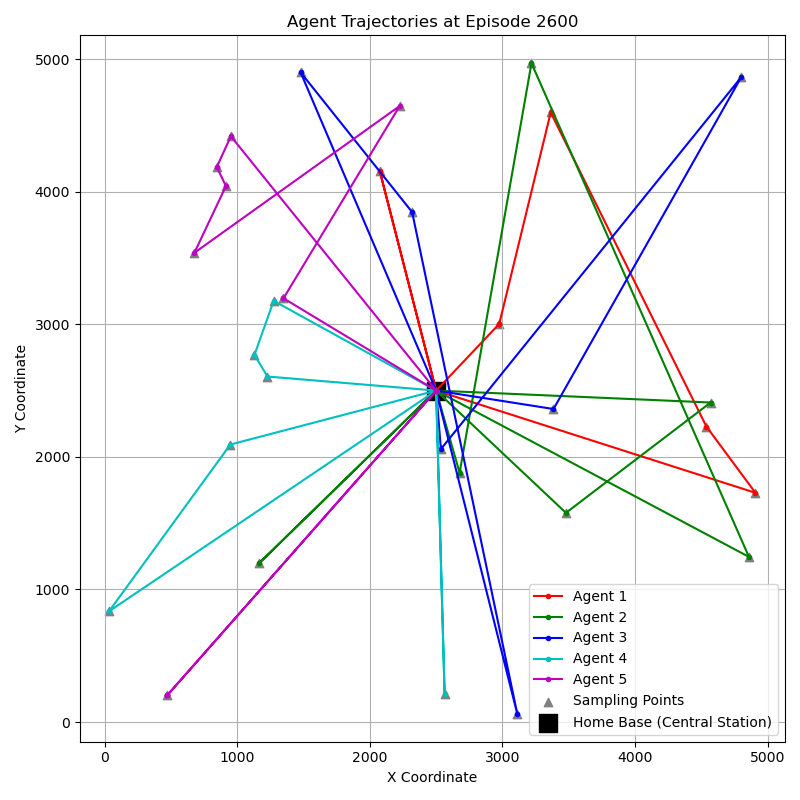 Agent Trajectories at Episode 2600
Y Coordinate
5000
4000
3000
2000
1000
0
Agent 1
Agent 2
Agent 3
Agent 4
Agent 5
Sampling Points
Home Base (Central Station)
0 1000 2000 3000 4000 5000
X Coordinate